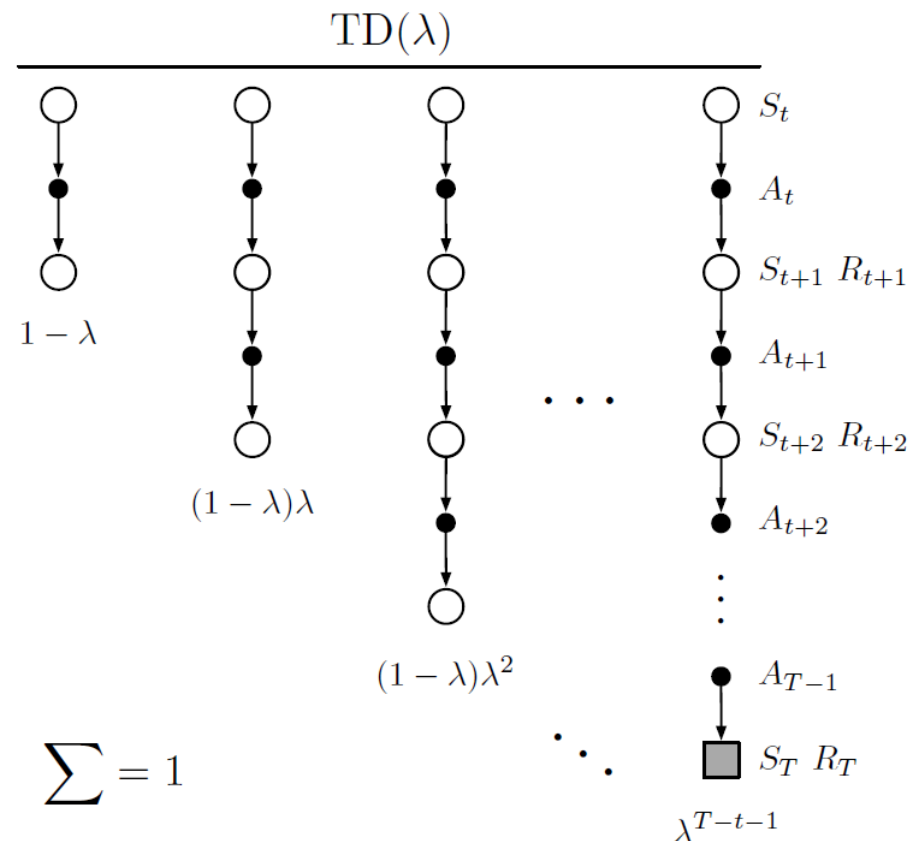 TD(λ)
S_t
A_t
S_{t+1} R_{t+1}
1 − λ
A_{t+1}
. . .
S_{t+2} R_{t+2}
(1 − λ)λ
A_{t+2}
(1 − λ)λ^2
A_{T−1}
∑ = 1
S_T R_T
λ^{T−t−1}